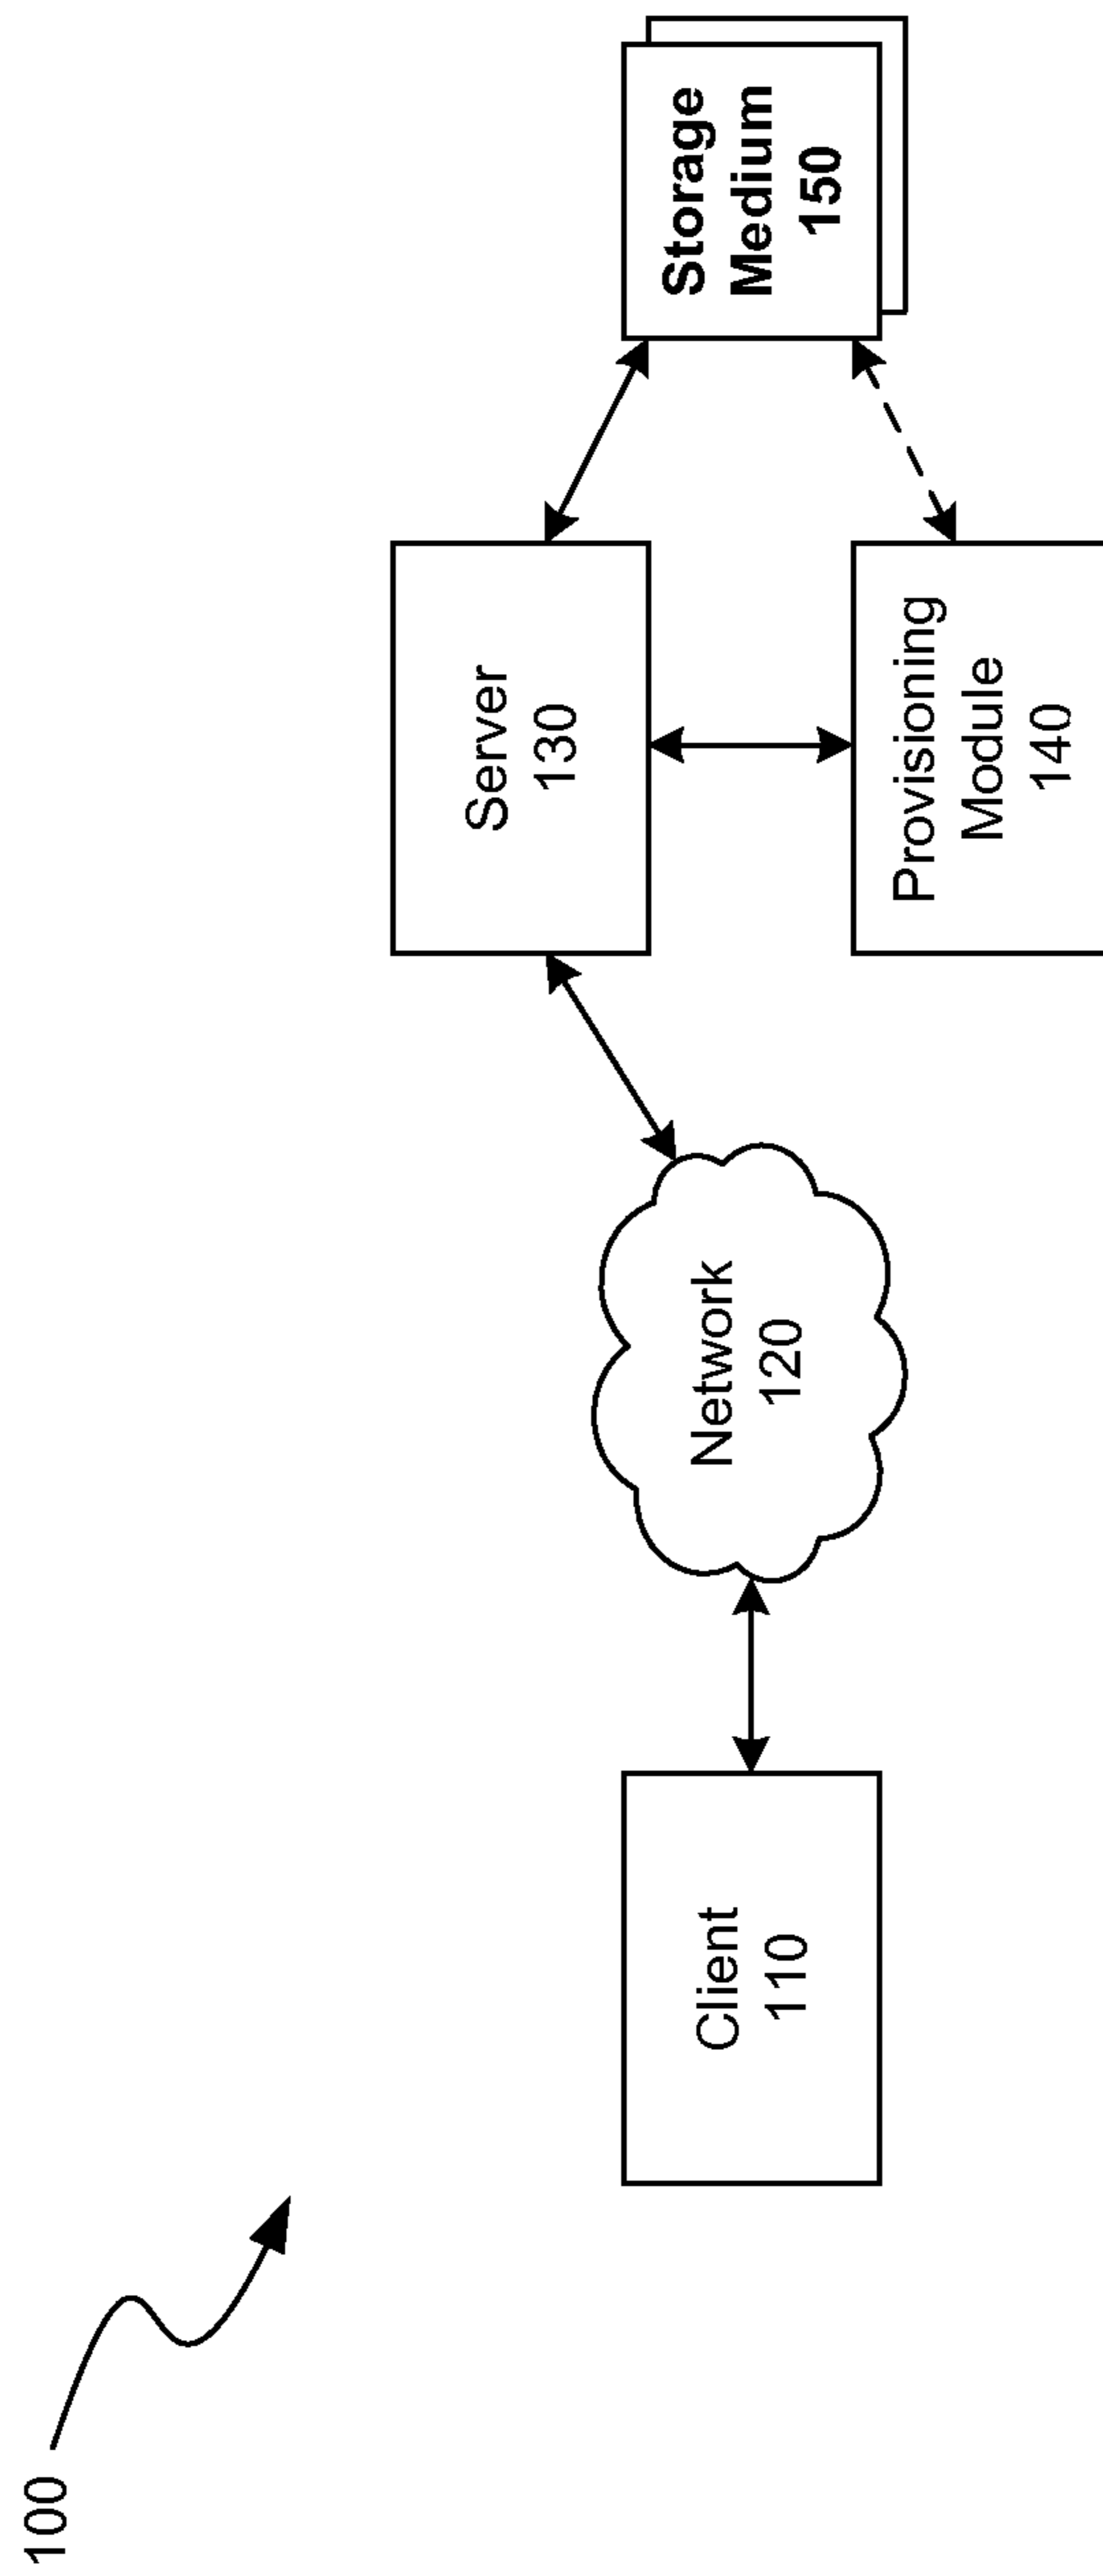 100
Client
110
Network
120
Server
130
Provisioning
Module
140
Storage
Medium
150